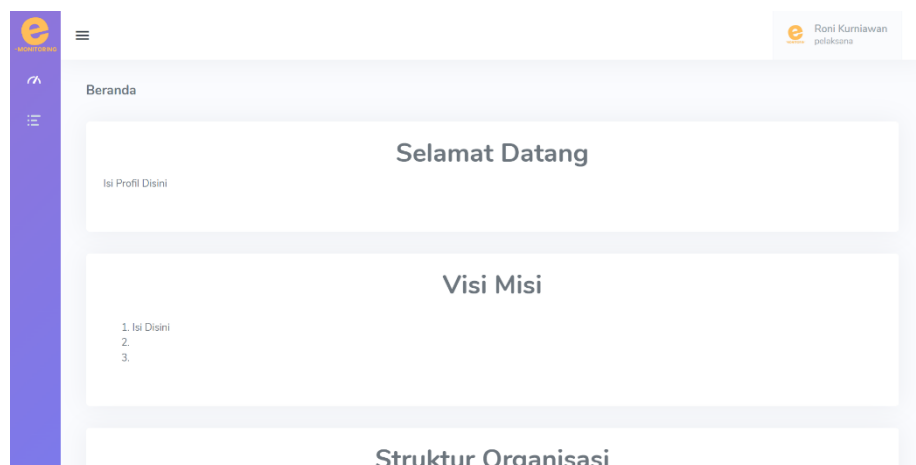 e
-MONITORING
Roni Kurniawan
pelaksana
Beranda
Selamat Datang
Isi Profil Disini
Visi Misi
1. Isi Disini
2.
3.
Struktur Organisasi